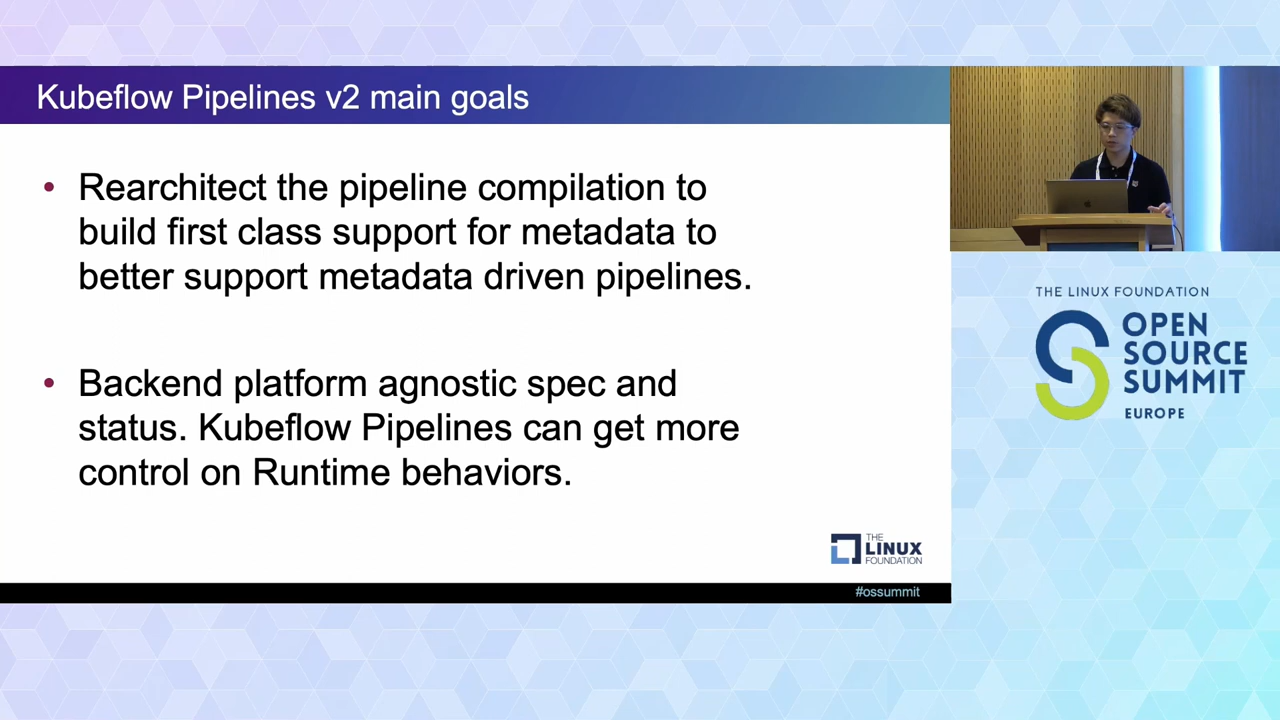 Kubeflow Pipelines v2 main goals
• Rearchitect the pipeline compilation to
build first class support for metadata to
better support metadata driven pipelines.
• Backend platform agnostic spec and
status. Kubeflow Pipelines can get more
control on Runtime behaviors.
THE
LINUX
FOUNDATION
#ossummit
THE LINUX FOUNDATION
OPEN
SOURCE
SUMMIT
EUROPE